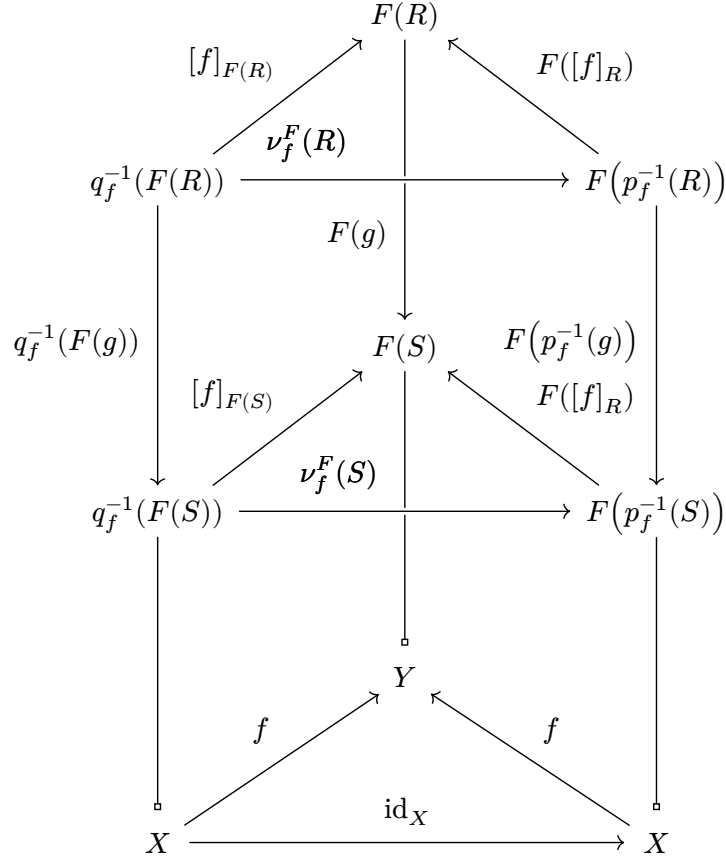 F(R)
[f]_{F(R)} F([f]_R)
ν_f^F(R)
q_f^{-1}(F(R)) F(p_f^{-1}(R))
F(g)
q_f^{-1}(F(g)) F(S) F(p_f^{-1}(g))
[f]_{F(S)} F([f]_R)
ν_f^F(S)
q_f^{-1}(F(S)) F(p_f^{-1}(S))
Y
f f
id_X
X X